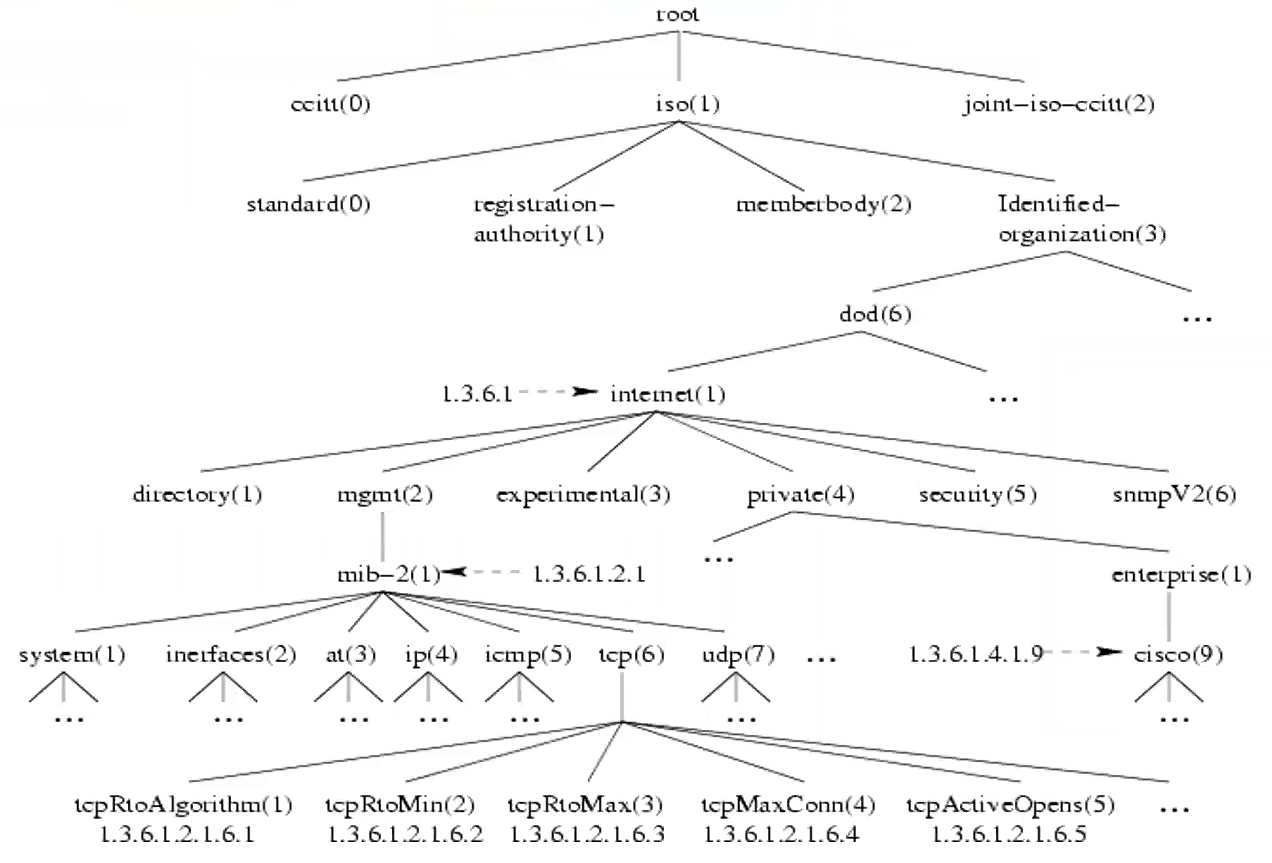 root
ccitt(0) iso(1) joint-iso-ccitt(2)
standard(0) registration- memberbody(2) Identified-
authority(1) organization(3)
dod(6) ...
1.3.6.1 internet(1) ...
directory(1) mgmt(2) experimental(3) private(4) security(5) snmpV2(6)
...
mib-2(1) 1.3.6.1.2.1 enterprise(1)
system(1) inerfaces(2) at(3) ip(4) icmp(5) tcp(6) udp(7) ... 1.3.6.1.4.1.9 cisco(9)
... ... ... ... ... ... ...
tcpRtoAlgorithm(1) tcpRtoMin(2) tcpRtoMax(3) tcpMaxConn(4) tcpActiveOpens(5) ...
1.3.6.1.2.1.6.1 1.3.6.1.2.1.6.2 1.3.6.1.2.1.6.3 1.3.6.1.2.1.6.4 1.3.6.1.2.1.6.5